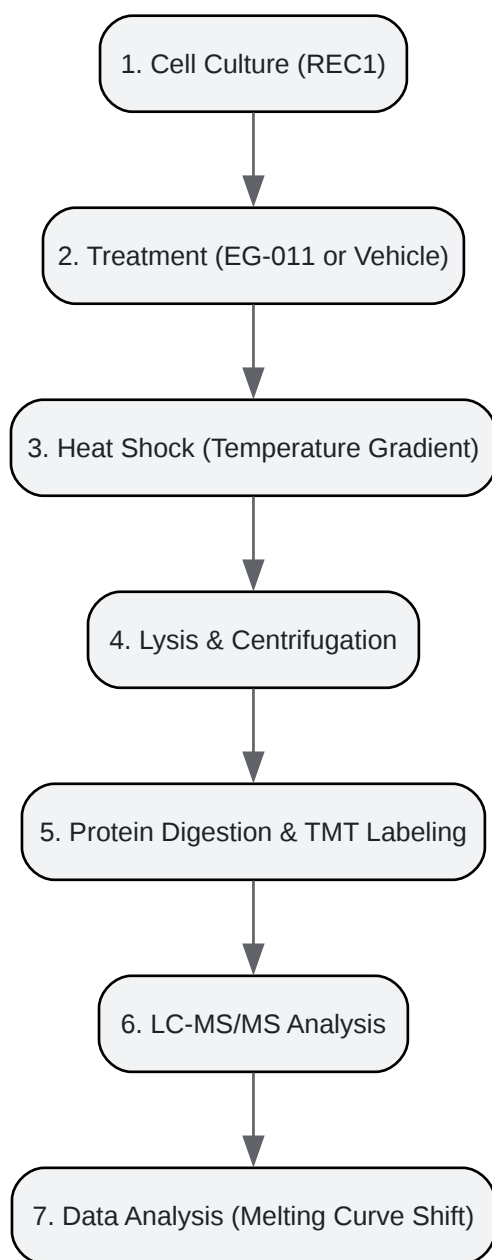 1. Cell Culture (REC1)
2. Treatment (EG-011 or Vehicle)
3. Heat Shock (Temperature Gradient)
4. Lysis & Centrifugation
5. Protein Digestion & TMT Labeling
6. LC-MS/MS Analysis
7. Data Analysis (Melting Curve Shift)